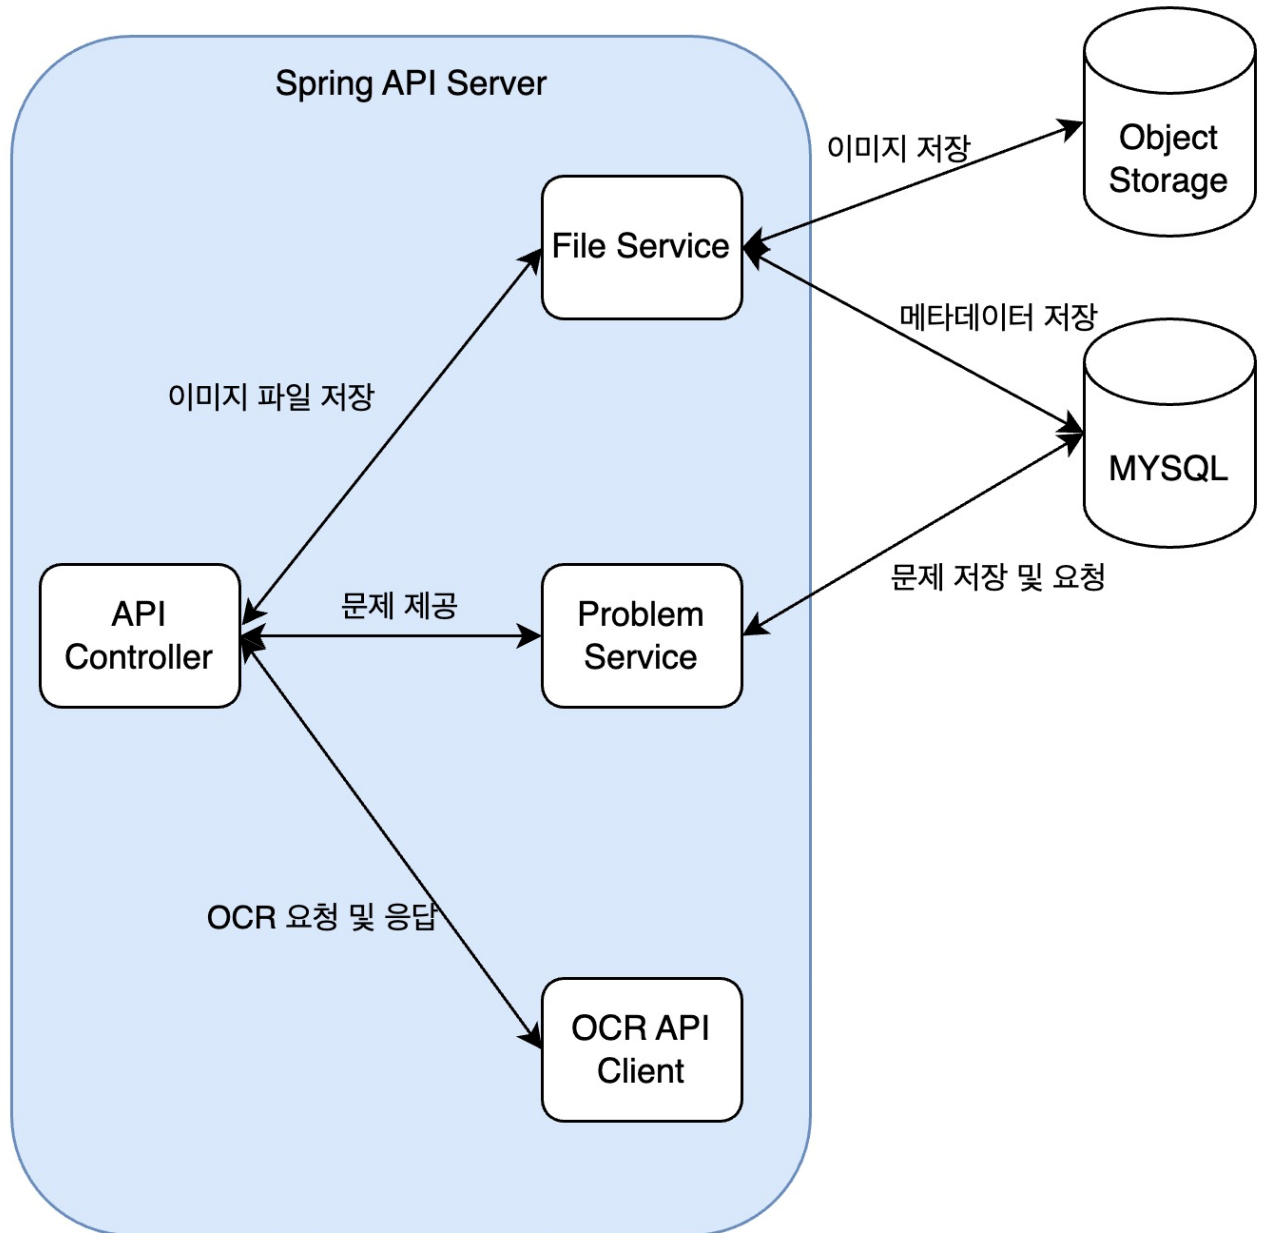 Spring API Server
Object
Storage
이미지 저장
File Service
메타데이터 저장
이미지 파일 저장
MYSQL
문제 저장 및 요청
API
Controller
문제 제공
Problem
Service
OCR 요청 및 응답
OCR API
Client